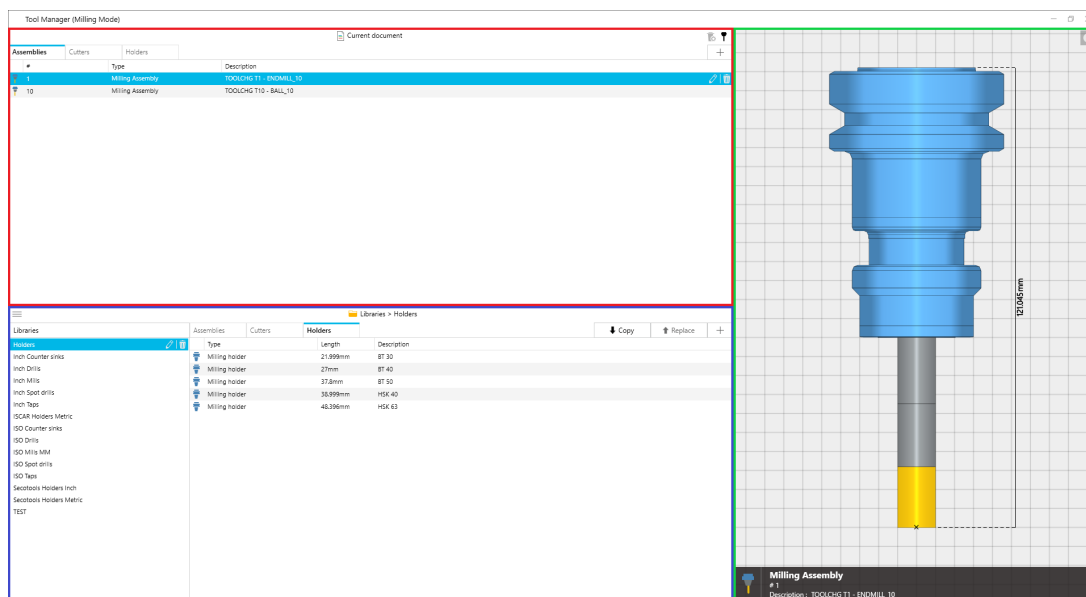 Tool Manager (Milling Mode)
Current document
Assemblies Cutters Holders
# Type Description
1 Milling Assembly TOOLCHG T1 - ENDMILL_10
10 Milling Assembly TOOLCHG T10 - BALL_10
Libraries > Holders
Libraries
Holders
Inch Counter sinks
Inch Drills
Inch Mills
Inch Spot drills
Inch Taps
ISCAR Holders Metric
ISO Counter sinks
ISO Drills
ISO Mills MM
ISO Spot drills
ISO Taps
Secotools Holders Inch
Secotools Holders Metric
TEST
Assemblies Cutters Holders Copy Replace
Type Length Description
Milling holder 21.999mm BT 30
Milling holder 27mm BT 40
Milling holder 37.8mm BT 50
Milling holder 38.999mm HSK 40
Milling holder 48.396mm HSK 63
121.045mm
Milling Assembly
# 1
Description : TOOLCHG T1 - ENDMILL_10